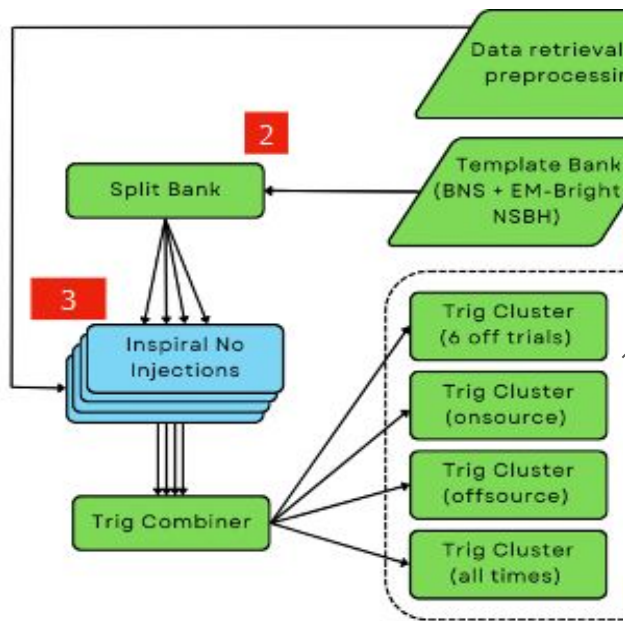 Data retrieval
preprocessin
2
Template Bank
(BNS + EM-Bright
NSBH)
Split Bank
3
Inspiral No
Injections
Trig Cluster
(6 off trials)
Trig Cluster
(onsource)
Trig Cluster
(offsource)
Trig Combiner
Trig Cluster
(all times)